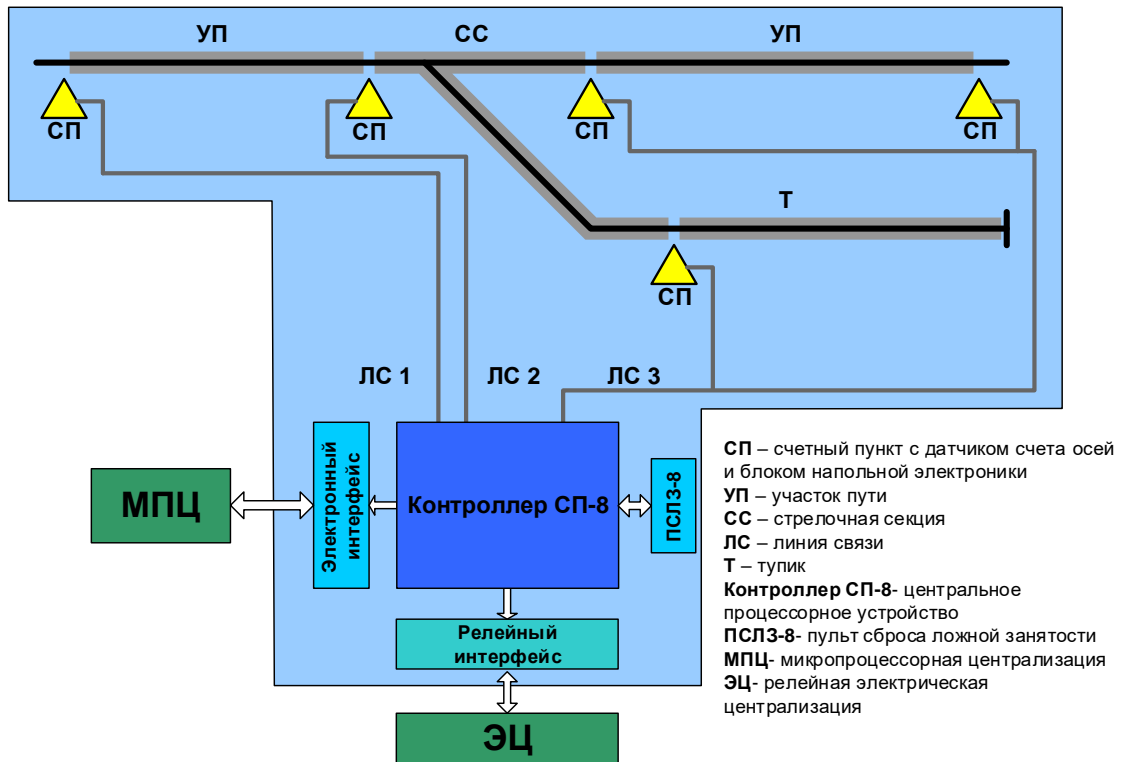 УП
СС
УП
СП
СП
СП
СП
Т
СП
ЛС 1
ЛС 2
ЛС 3
МПЦ
Электронный
интерфейс
Контроллер СП-8
ПСЛЗ-8
Релейный
интерфейс
ЭЦ
СП – счетный пункт с датчиком счета осей
и блоком напольной электроники
УП – участок пути
СС – стрелочная секция
ЛС – линия связи
Т – тупик
Контроллер СП-8- центральное
процессорное устройство
ПСЛЗ-8- пульт сброса ложной занятости
МПЦ- микропроцессорная централизация
ЭЦ- релейная электрическая
централизация